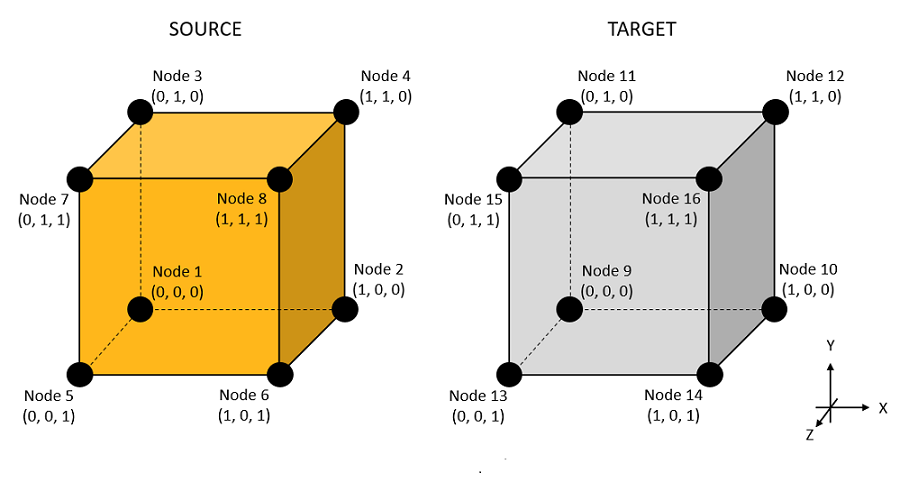 SOURCE
TARGET
Node 3
(0, 1, 0)
Node 4
(1, 1, 0)
Node 11
(0, 1, 0)
Node 12
(1, 1, 0)
Node 7
(0, 1, 1)
Node 8
(1, 1, 1)
Node 15
(0, 1, 1)
Node 16
(1, 1, 1)
Node 1
(0, 0, 0)
Node 2
(1, 0, 0)
Node 9
(0, 0, 0)
Node 10
(1, 0, 0)
Node 5
(0, 0, 1)
Node 6
(1, 0, 1)
Node 13
(0, 0, 1)
Node 14
(1, 0, 1)
Y
X
Z